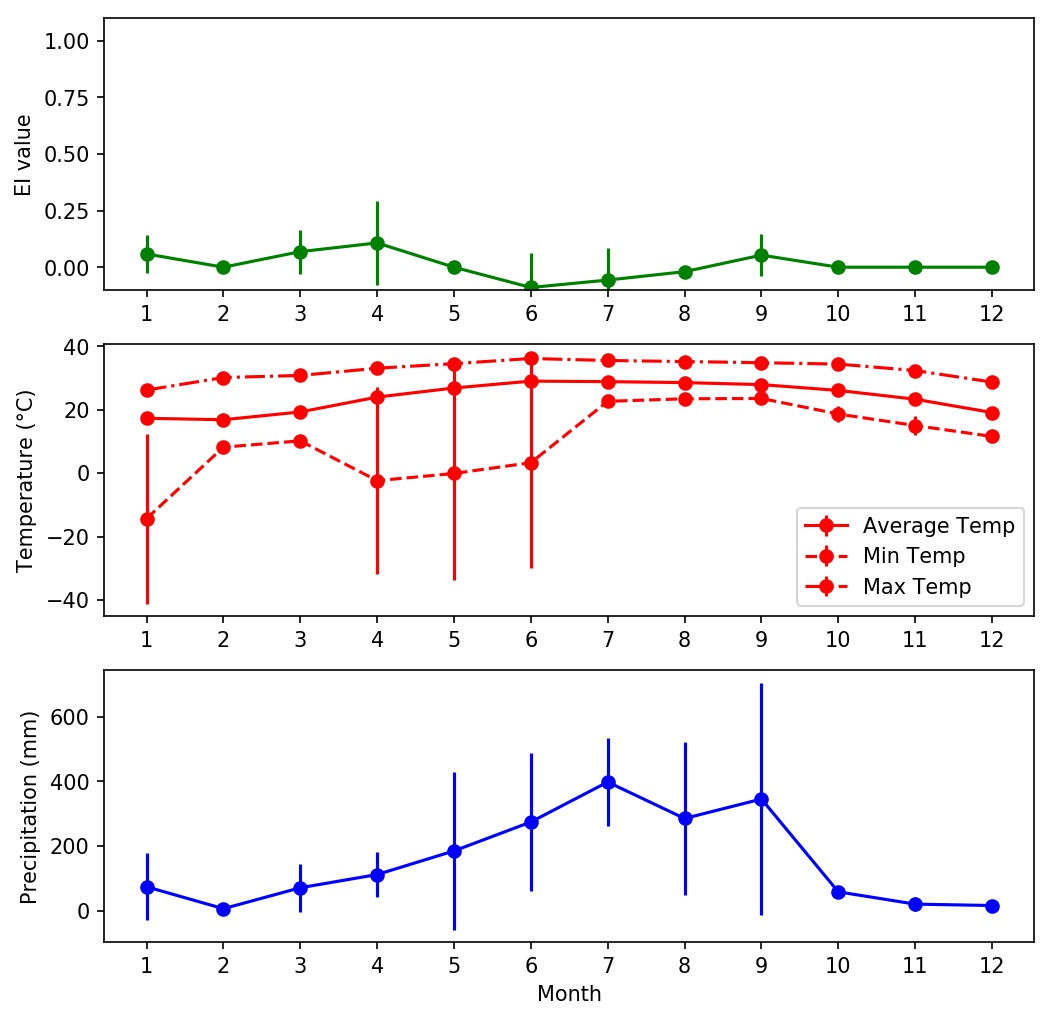 EI value
1.00
0.75
0.50
0.25
0.00
1 2 3 4 5 6 7 8 9 10 11 12
Temperature (°C)
40
20
0
−20
−40
Average Temp
Min Temp
Max Temp
1 2 3 4 5 6 7 8 9 10 11 12
Precipitation (mm)
600
400
200
0
1 2 3 4 5 6 7 8 9 10 11 12
Month